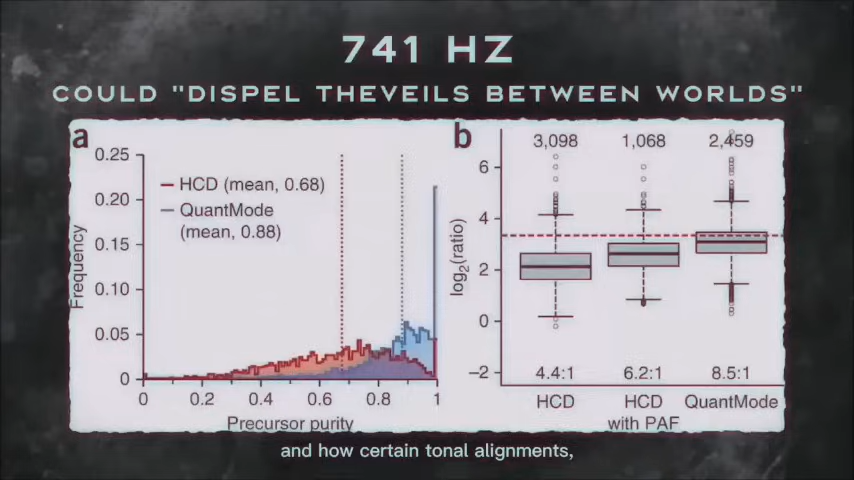 741 HZ
COULD "DISPEL THEVEILS BETWEEN WORLDS"
a
0.25
0.20
0.15
0.10
0.05
0
Frequency
HCD (mean, 0.68)
QuantMode
(mean, 0.88)
0 0.2 0.4 0.6 0.8 1
Precursor purity
b
3,098 1,068 2,459
6
4
2
0
−2
log2(ratio)
4.4:1 6.2:1 8.5:1
HCD HCD QuantMode
with PAF
and how certain tonal alignments,